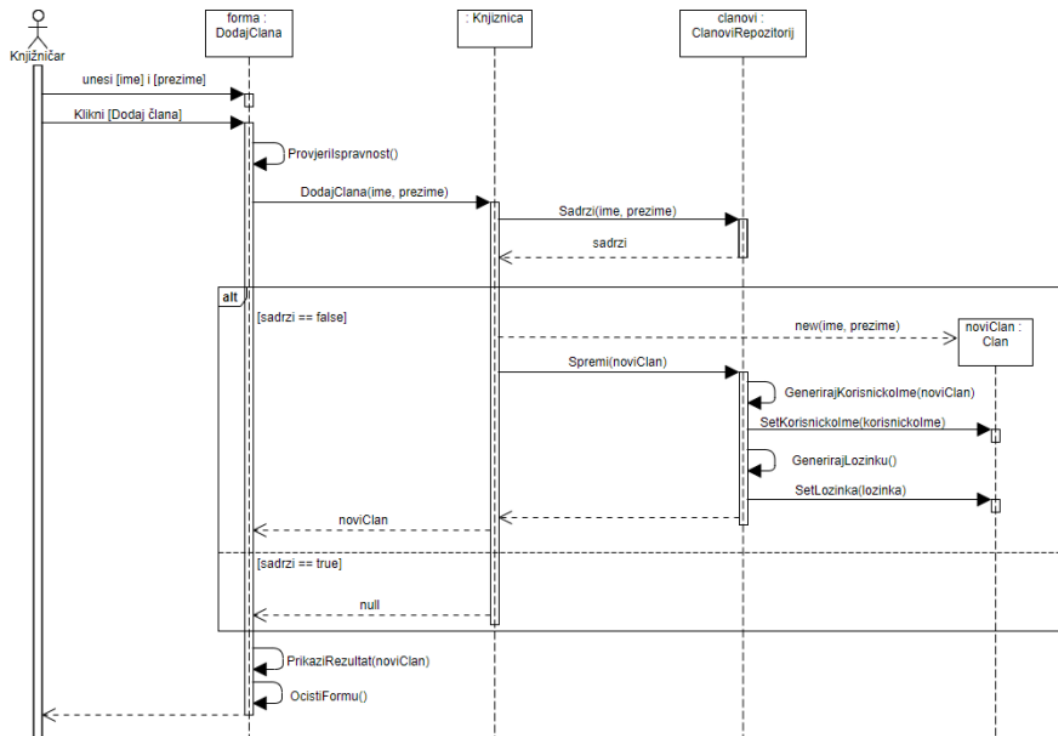 forma :
DodajClana
: Knjiznica
clanovi :
ClanoviRepozitorij
Knjižničar
unesi [ime] i [prezime]
Klikni [Dodaj člana]
ProvjeriIspravnost()
DodajClana(ime, prezime)
Sadrzi(ime, prezime)
sadrzi
alt
[sadrzi == false]
new(ime, prezime)
noviClan :
Clan
Spremi(noviClan)
GenerirajKorisnickoIme(noviClan)
SetKorisnickoIme(korisnickoIme)
GenerirajLozinku()
SetLozinka(lozinka)
noviClan
[sadrzi == true]
null
PrikaziRezultat(noviClan)
OcistiFormu()